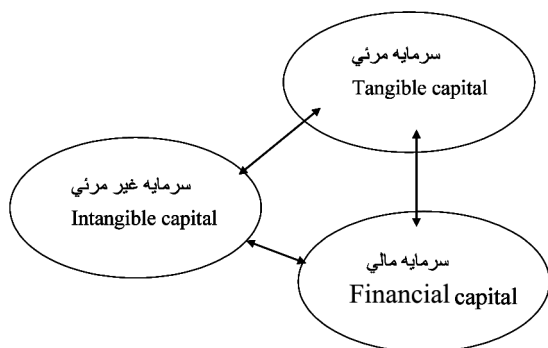 سرمايه مرئي
Tangible capital
سرمايه غير مرئي
Intangible capital
سرمايه مالي
Financial capital